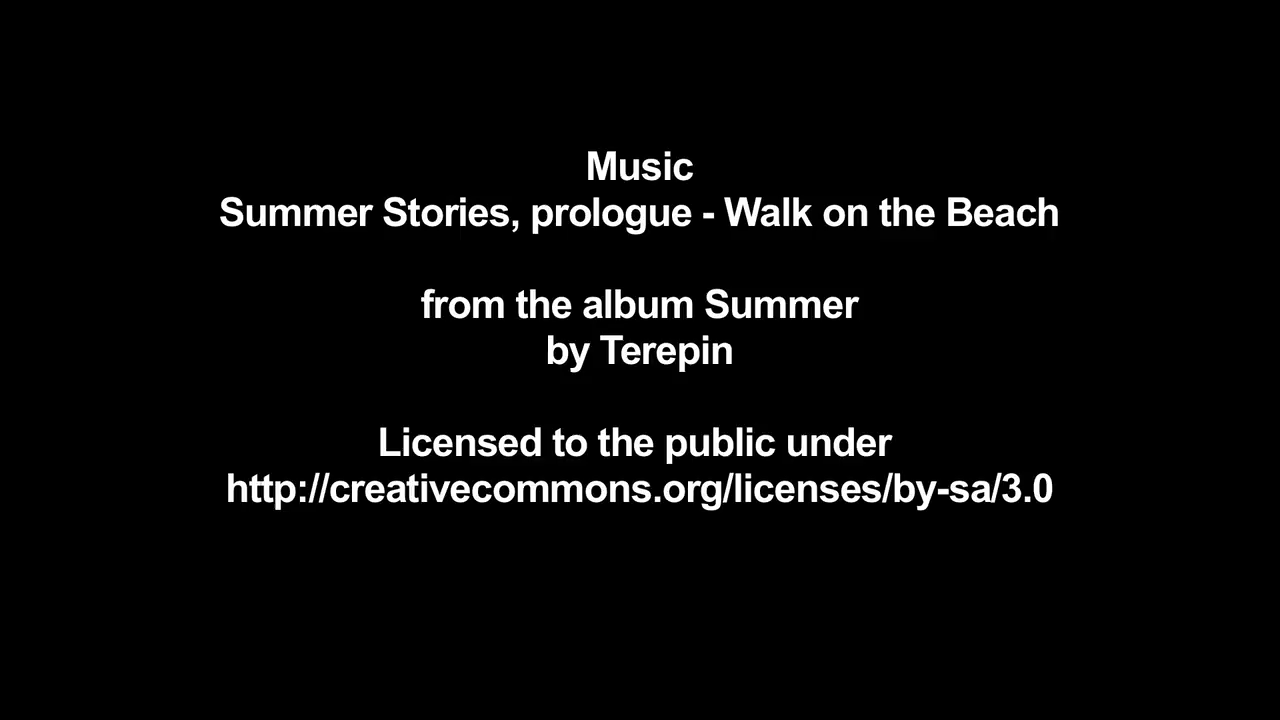 Music
Summer Stories, prologue - Walk on the Beach
from the album Summer
by Terepin
Licensed to the public under
http://creativecommons.org/licenses/by-sa/3.0